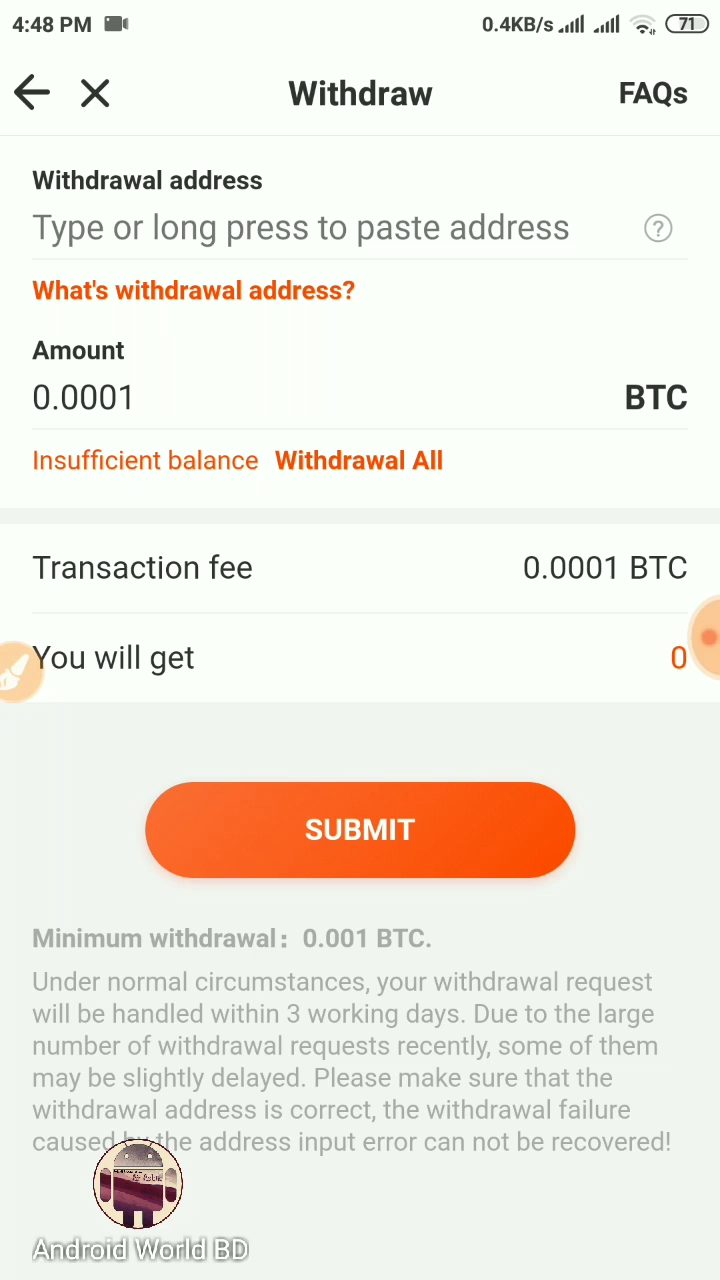 4:48 PM 0.4KB/s 71
Withdraw FAQs
Withdrawal address
Type or long press to paste address ?
What's withdrawal address?
Amount
0.0001 BTC
Insufficient balance Withdrawal All
Transaction fee 0.0001 BTC
You will get 0
SUBMIT
Minimum withdrawal: 0.001 BTC.
Under normal circumstances, your withdrawal request
will be handled within 3 working days. Due to the large
number of withdrawal requests recently, some of them
may be slightly delayed. Please make sure that the
withdrawal address is correct, the withdrawal failure
caused by the address input error can not be recovered!
Android World BD